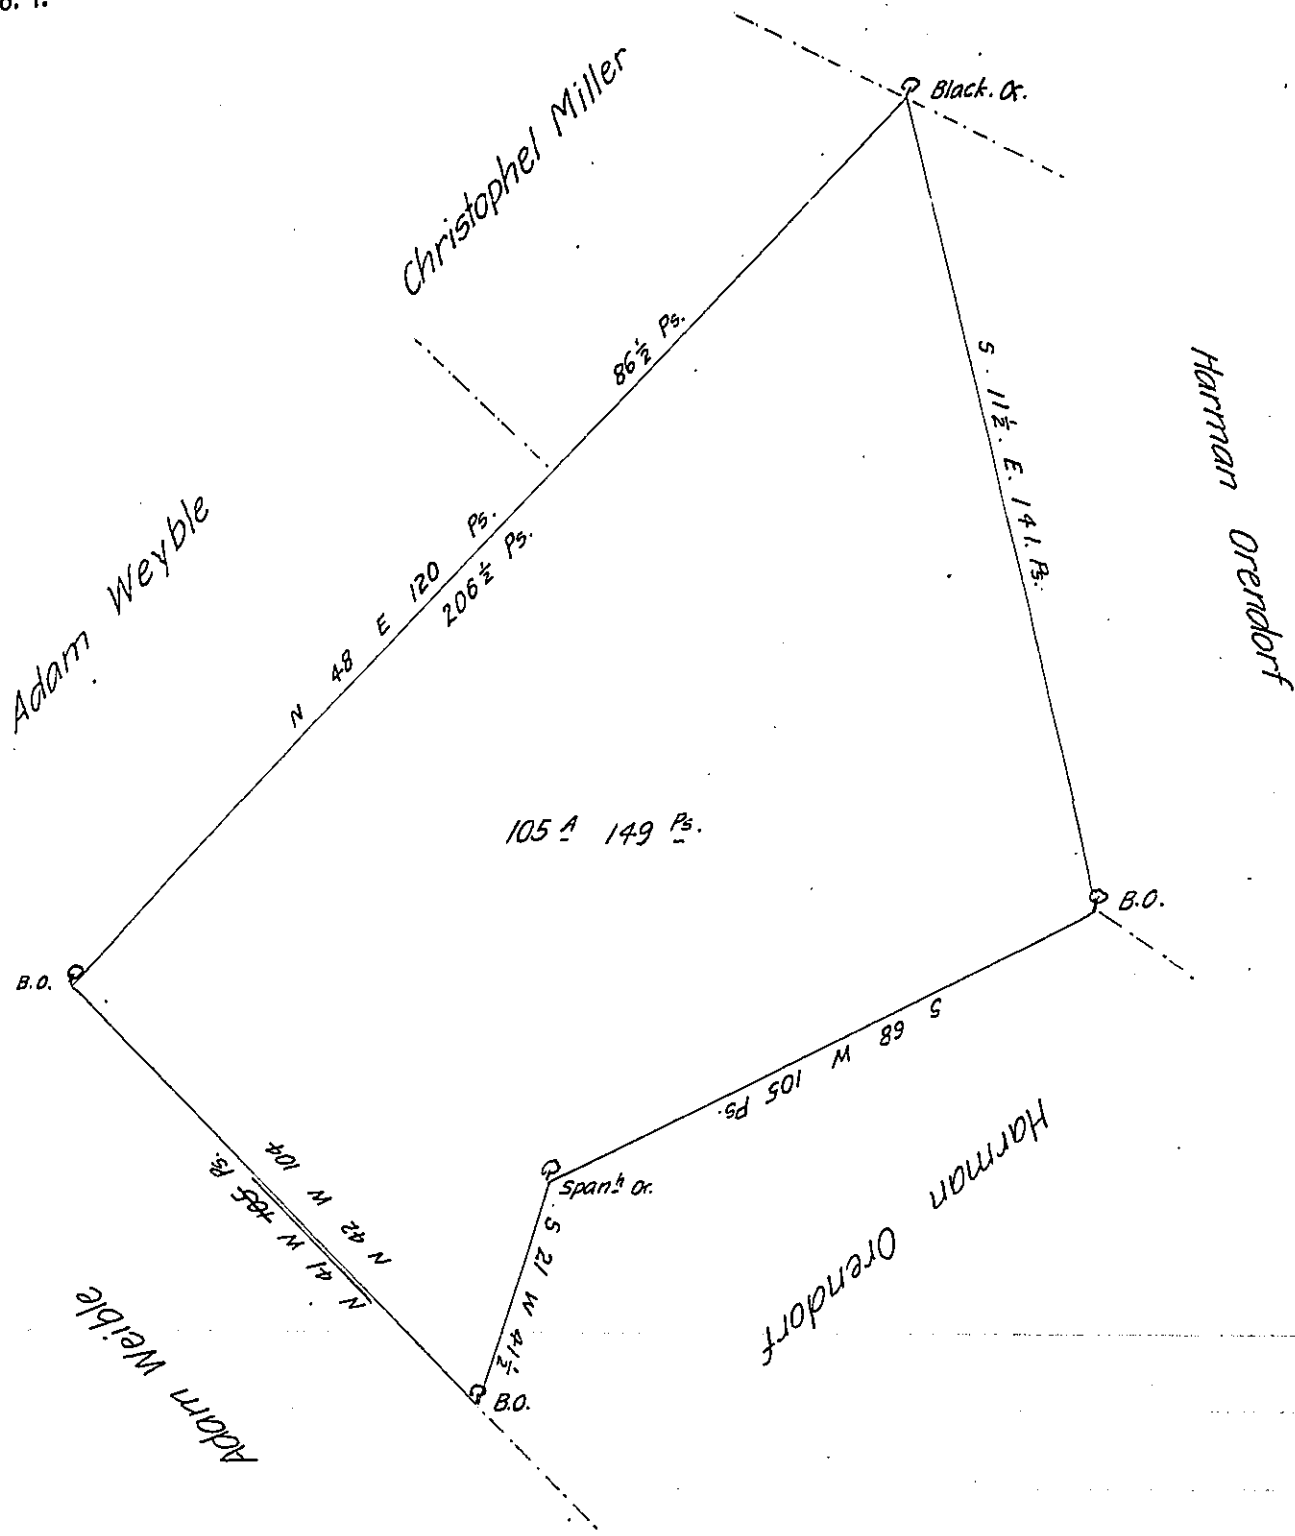 Black. O.
Christophel Miller
86½ Ps.
S. 11½. E. 141. Ps.
Harman Orendorf
Adam Weyble
N 48 E 120 Ps.
206½ Ps.
105 A 149 Ps.
B.O.
B.O.
S 68 W 105 Ps.
Harman Orendorf
Span.h
S 21 W 41½
N 42 W 104
N 41 W 105 Ps.
Adam Weible
B.O.